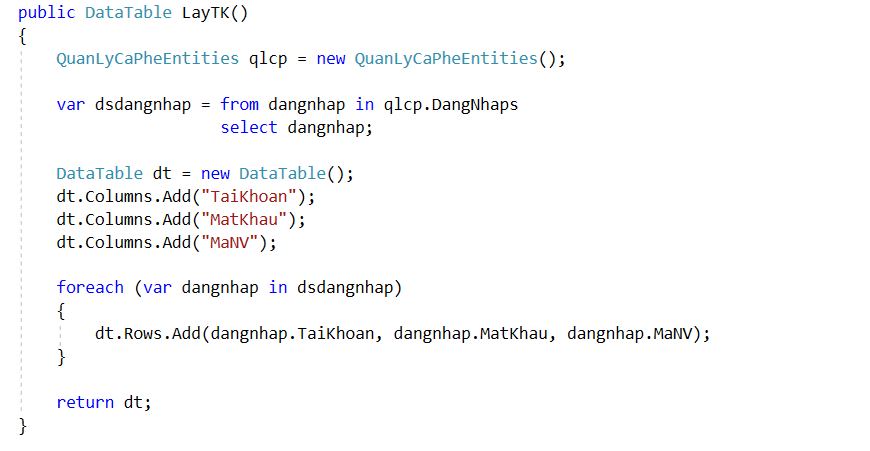 public DataTable LayTK()
{
QuanLyCaPheEntities qlcp = new QuanLyCaPheEntities();
var dsdangnhap = from dangnhap in qlcp.DangNhaps
select dangnhap;
DataTable dt = new DataTable();
dt.Columns.Add("TaiKhoan");
dt.Columns.Add("MatKhau");
dt.Columns.Add("MaNV");
foreach (var dangnhap in dsdangnhap)
{
dt.Rows.Add(dangnhap.TaiKhoan, dangnhap.MatKhau, dangnhap.MaNV);
}
return dt;
}